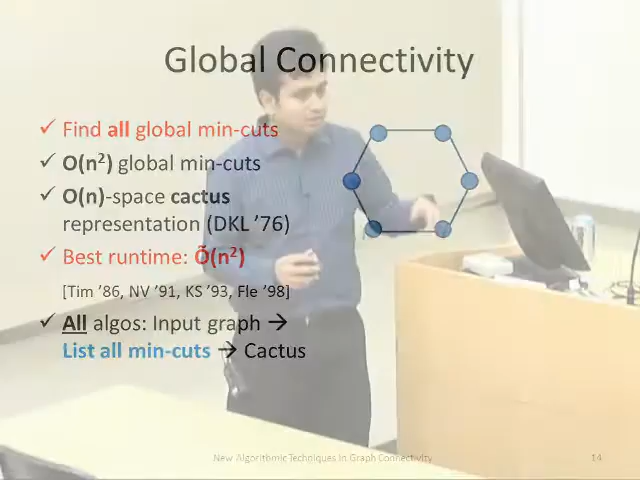 Global Connectivity
✓ Find all global min-cuts
✓ O(n²) global min-cuts
✓ O(n)-space cactus
representation (DKL ’76)
✓ Best runtime: Õ(n²)
[Tim ’86, NV ’91, KS ’93, Fle ’98]
✓ All algos: Input graph →
List all min-cuts → Cactus
New Algorithmic Techniques in Graph Connectivity
14